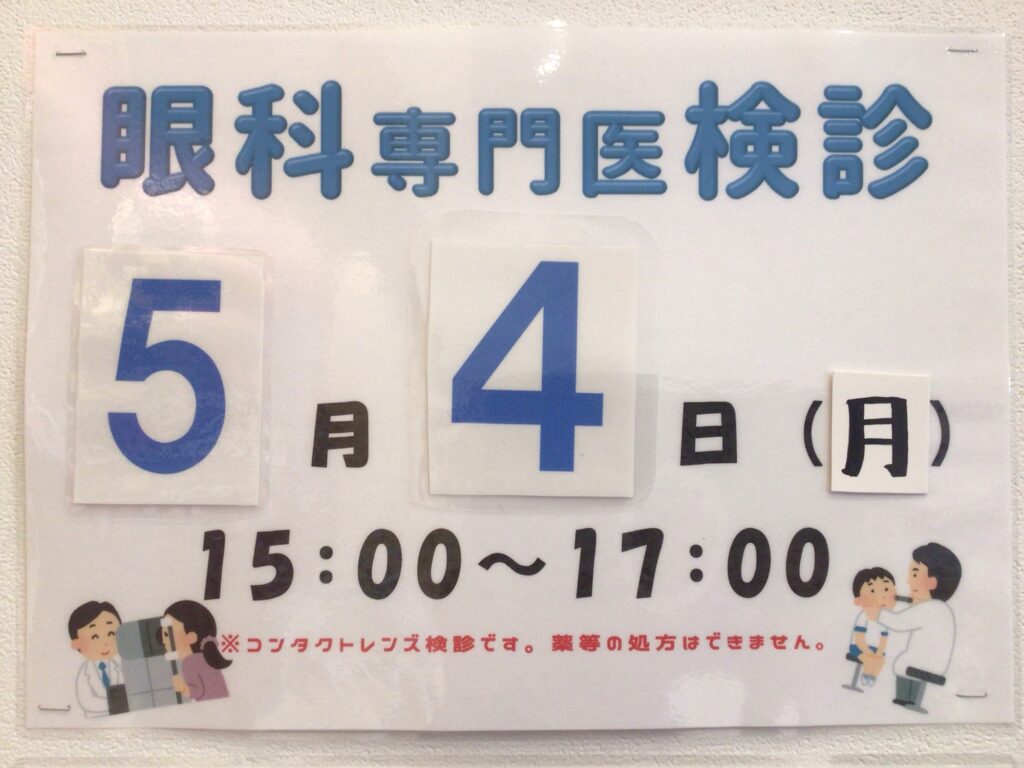 眼科専門医検診
5月4日(月)
15:00～17:00
※コンタクトレンズ検診です。薬等の処方はできません。